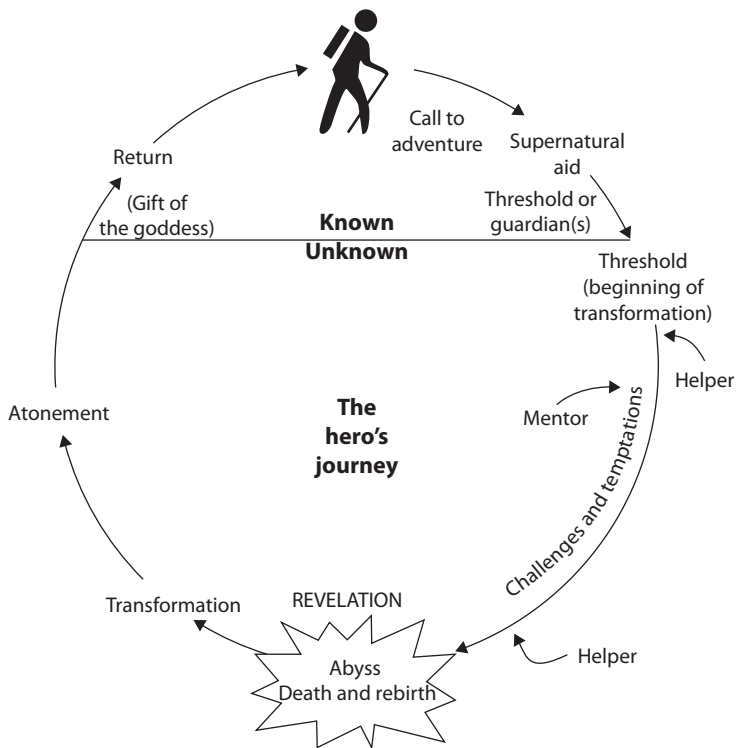 Call to
adventure
Supernatural
aid
Return
(Gift of
the goddess)
Known
Unknown
Threshold or
guardian(s)
Threshold
(beginning of
transformation)
Helper
Mentor
Challenges and temptations
The
hero's
journey
Atonement
Transformation
REVELATION
Abyss
Death and rebirth
Helper